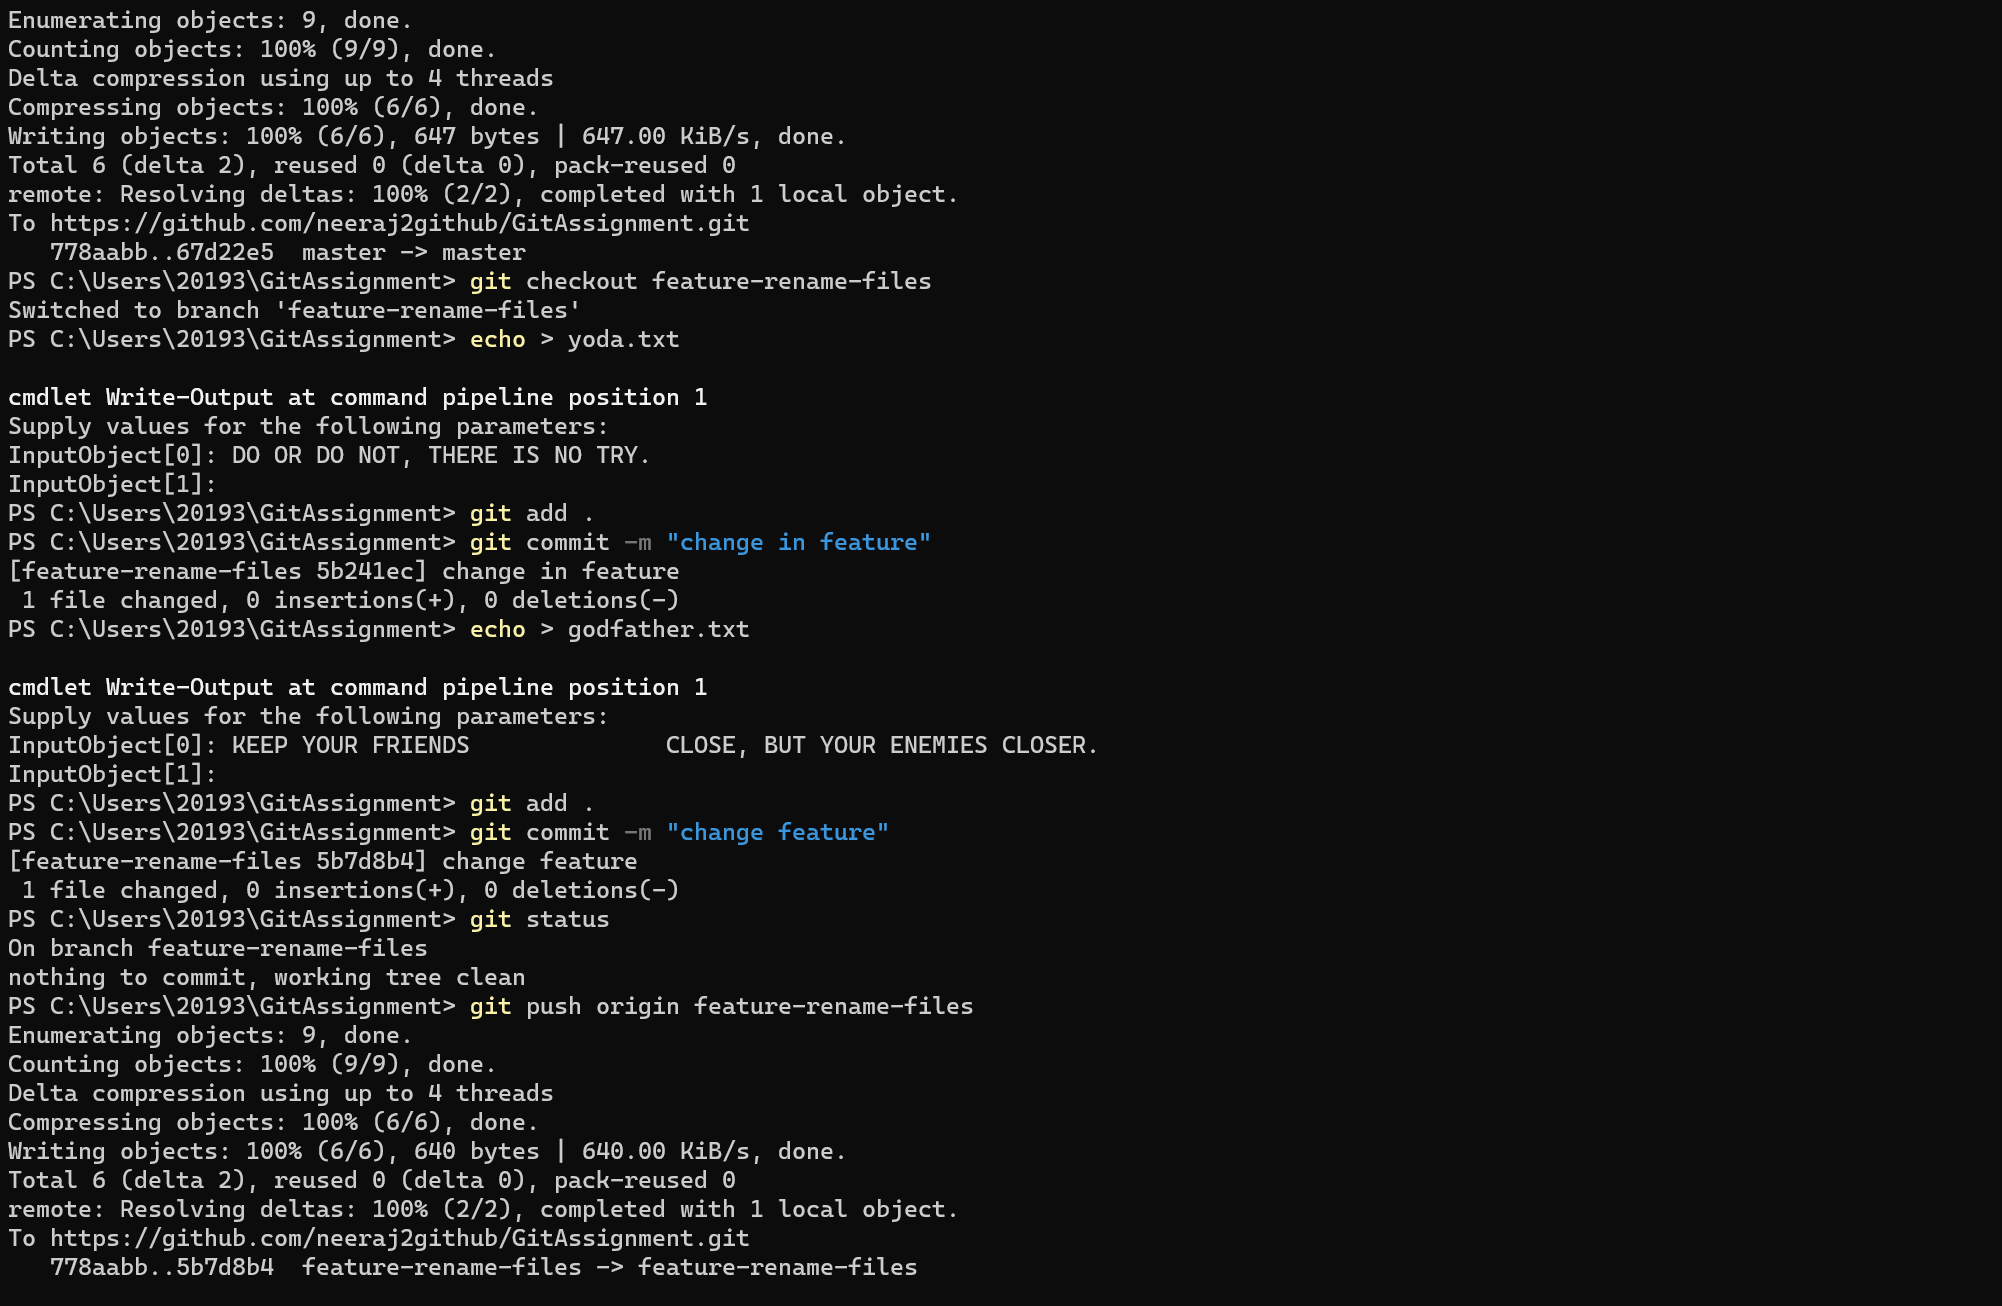 Enumerating objects: 9, done.
Counting objects: 100% (9/9), done.
Delta compression using up to 4 threads
Compressing objects: 100% (6/6), done.
Writing objects: 100% (6/6), 647 bytes | 647.00 KiB/s, done.
Total 6 (delta 2), reused 0 (delta 0), pack-reused 0
remote: Resolving deltas: 100% (2/2), completed with 1 local object.
To https://github.com/neeraj2github/GitAssignment.git
   778aabb..67d22e5  master -> master
PS C:\Users\20193\GitAssignment> git checkout feature-rename-files
Switched to branch 'feature-rename-files'
PS C:\Users\20193\GitAssignment> echo > yoda.txt

cmdlet Write-Output at command pipeline position 1
Supply values for the following parameters:
InputObject[0]: DO OR DO NOT, THERE IS NO TRY.
InputObject[1]:
PS C:\Users\20193\GitAssignment> git add .
PS C:\Users\20193\GitAssignment> git commit -m "change in feature"
[feature-rename-files 5b241ec] change in feature
 1 file changed, 0 insertions(+), 0 deletions(-)
PS C:\Users\20193\GitAssignment> echo > godfather.txt

cmdlet Write-Output at command pipeline position 1
Supply values for the following parameters:
InputObject[0]: KEEP YOUR FRIENDS              CLOSE, BUT YOUR ENEMIES CLOSER.
InputObject[1]:
PS C:\Users\20193\GitAssignment> git add .
PS C:\Users\20193\GitAssignment> git commit -m "change feature"
[feature-rename-files 5b7d8b4] change feature
 1 file changed, 0 insertions(+), 0 deletions(-)
PS C:\Users\20193\GitAssignment> git status
On branch feature-rename-files
nothing to commit, working tree clean
PS C:\Users\20193\GitAssignment> git push origin feature-rename-files
Enumerating objects: 9, done.
Counting objects: 100% (9/9), done.
Delta compression using up to 4 threads
Compressing objects: 100% (6/6), done.
Writing objects: 100% (6/6), 640 bytes | 640.00 KiB/s, done.
Total 6 (delta 2), reused 0 (delta 0), pack-reused 0
remote: Resolving deltas: 100% (2/2), completed with 1 local object.
To https://github.com/neeraj2github/GitAssignment.git
   778aabb..5b7d8b4  feature-rename-files -> feature-rename-files